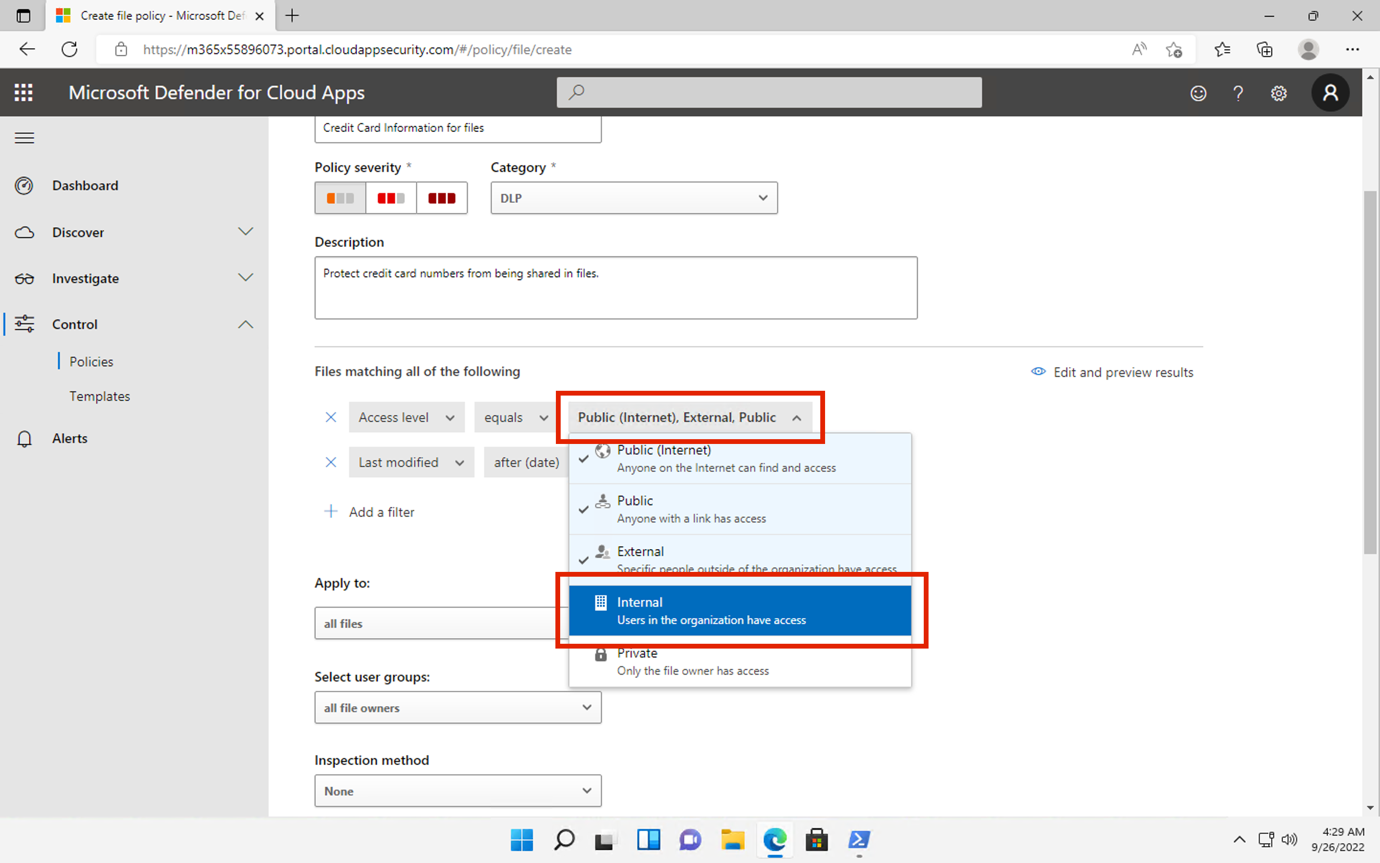 Create file policy - Microsoft Def
https://m365x55896073.portal.cloudappsecurity.com/#/policy/file/create
Microsoft Defender for Cloud Apps
Credit Card Information for files
Policy severity * Category *
DLP
Dashboard
Discover
Description
Protect credit card numbers from being shared in files.
Investigate
Control
Policies
Files matching all of the following
Edit and preview results
Templates
Access level equals Public (Internet), External, Public
Alerts
Public (Internet)
Anyone on the Internet can find and access
Last modified after (date)
Public
Anyone with a link has access
Add a filter
External
Specific people outside of the organization have access
Apply to:
Internal
Users in the organization have access
all files
Private
Only the file owner has access
Select user groups:
all file owners
Inspection method
None
4:29 AM
9/26/2022